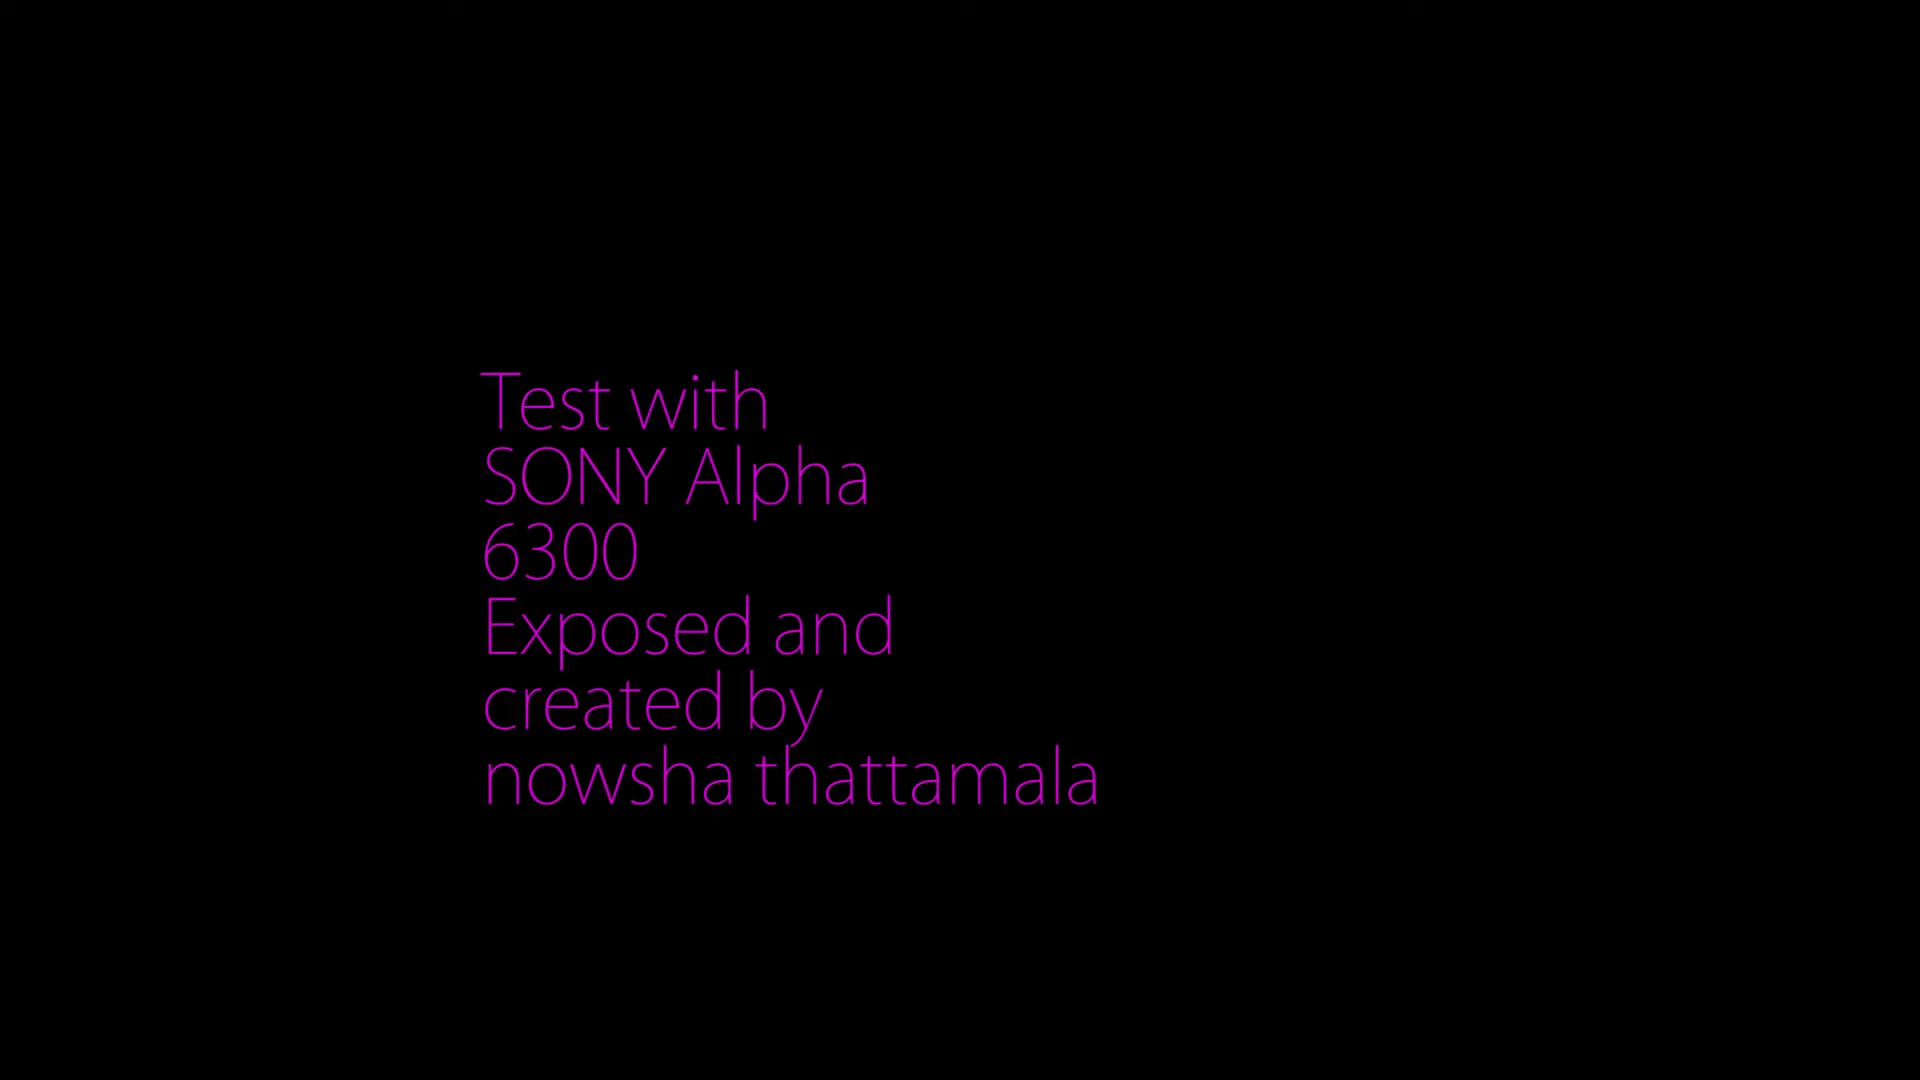 Test with
SONY Alpha
6300
Exposed and
created by
nowsha thattamala